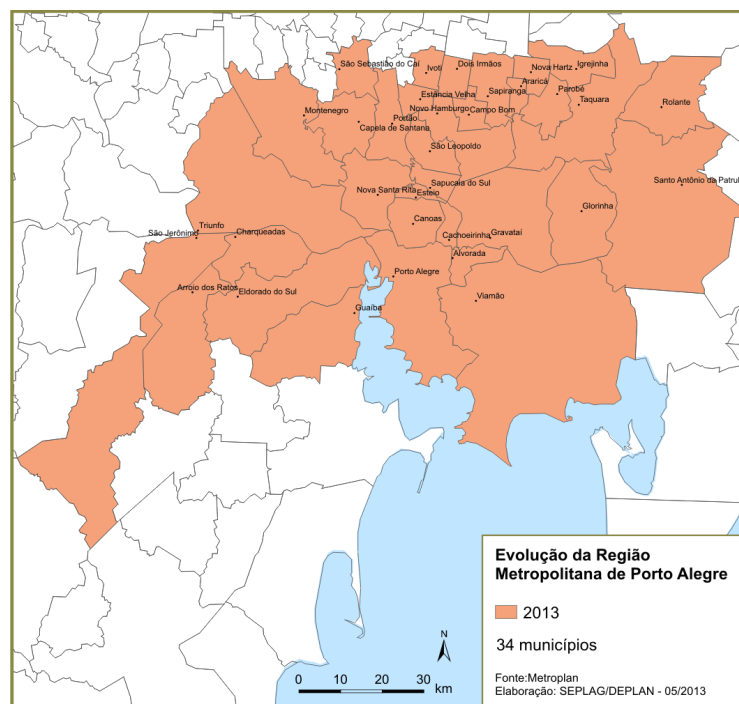 São Sebastião do Caí
Ivoti
Dois Irmãos
Nova Hartz
Igrejinha
Araricá
Estância Velha
Sapiranga
Parobé
Taquara
Rolante
Montenegro
Novo Hamburgo
Campo Bom
Portão
Capela de Santana
São Leopoldo
Santo Antônio da Patrul
Nova Santa Rita
Sapucaia do Sul
Esteio
Glorinha
Canoas
Triunfo
São Jerônimo
Charqueadas
Cachoeirinha
Gravataí
Alvorada
Porto Alegre
Arroio dos Ratos
Eldorado do Sul
Viamão
Guaíba
Evolução da Região
Metropolitana de Porto Alegre
2013
34 municípios
Fonte:Metroplan
Elaboração: SEPLAG/DEPLAN - 05/2013
N
0 10 20 30
km